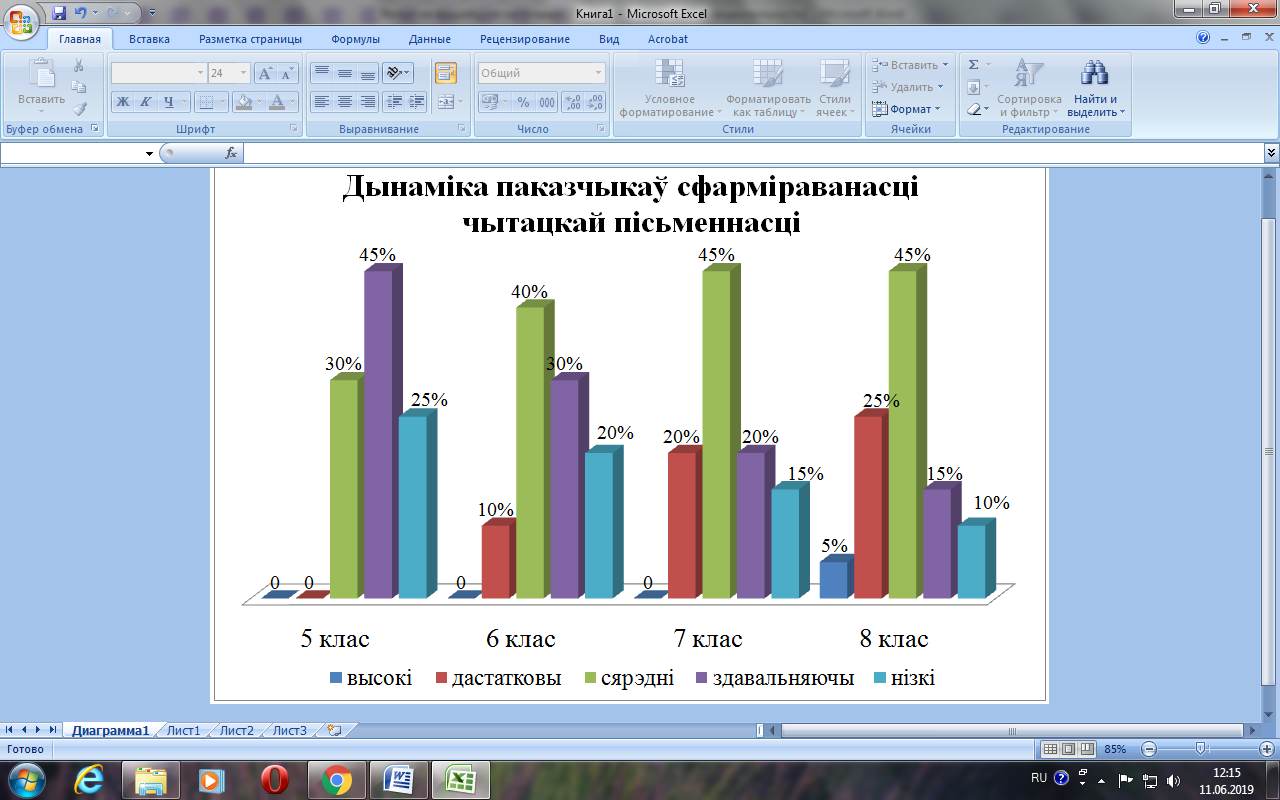 Книга1 - Microsoft Excel
Главная Вставка Разметка страницы Формулы Данные Рецензирование Вид Acrobat
Вставить
Буфер обмена
24
Ж К Ч
Шрифт
Выравнивание
Общий
% 000
Число
Условное форматирование
Форматировать как таблицу
Стили ячеек
Стили
Вставить
Удалить
Формат
Ячейки
Сортировка и фильтр
Найти и выделить
Редактирование
fx
Дынаміка паказчыкаў сфарміраванасці
чытацкай пісьменнасці
0 0 30% 45% 25%
0 10% 40% 30% 20%
0 20% 45% 20% 15%
5% 25% 45% 15% 10%
5 клас 6 клас 7 клас 8 клас
высокі дастатковы сярэдні здавальняючы нізкі
Диаграмма1 Лист1 Лист2 Лист3
Готово
85%
RU
12:15
11.06.2019